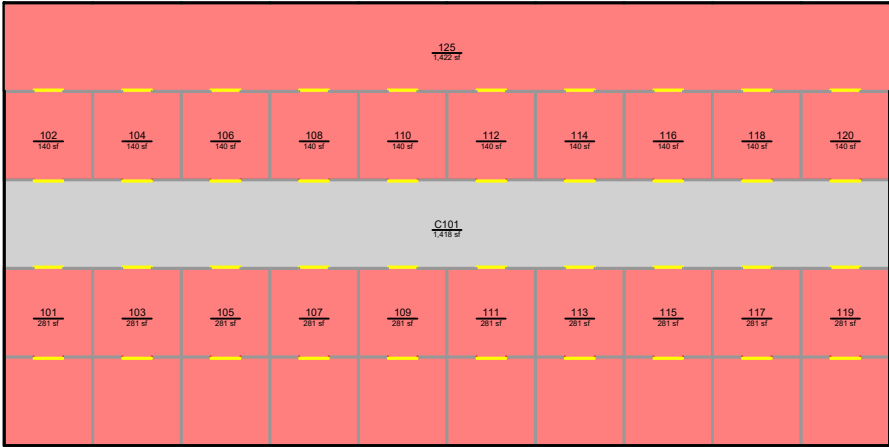 125
1,422 sf
102
140 sf
104
140 sf
106
140 sf
108
140 sf
110
140 sf
112
140 sf
114
140 sf
116
140 sf
118
140 sf
120
140 sf
C101
1,418 sf
101
281 sf
103
281 sf
105
281 sf
107
281 sf
109
281 sf
111
281 sf
113
281 sf
115
281 sf
117
281 sf
119
281 sf